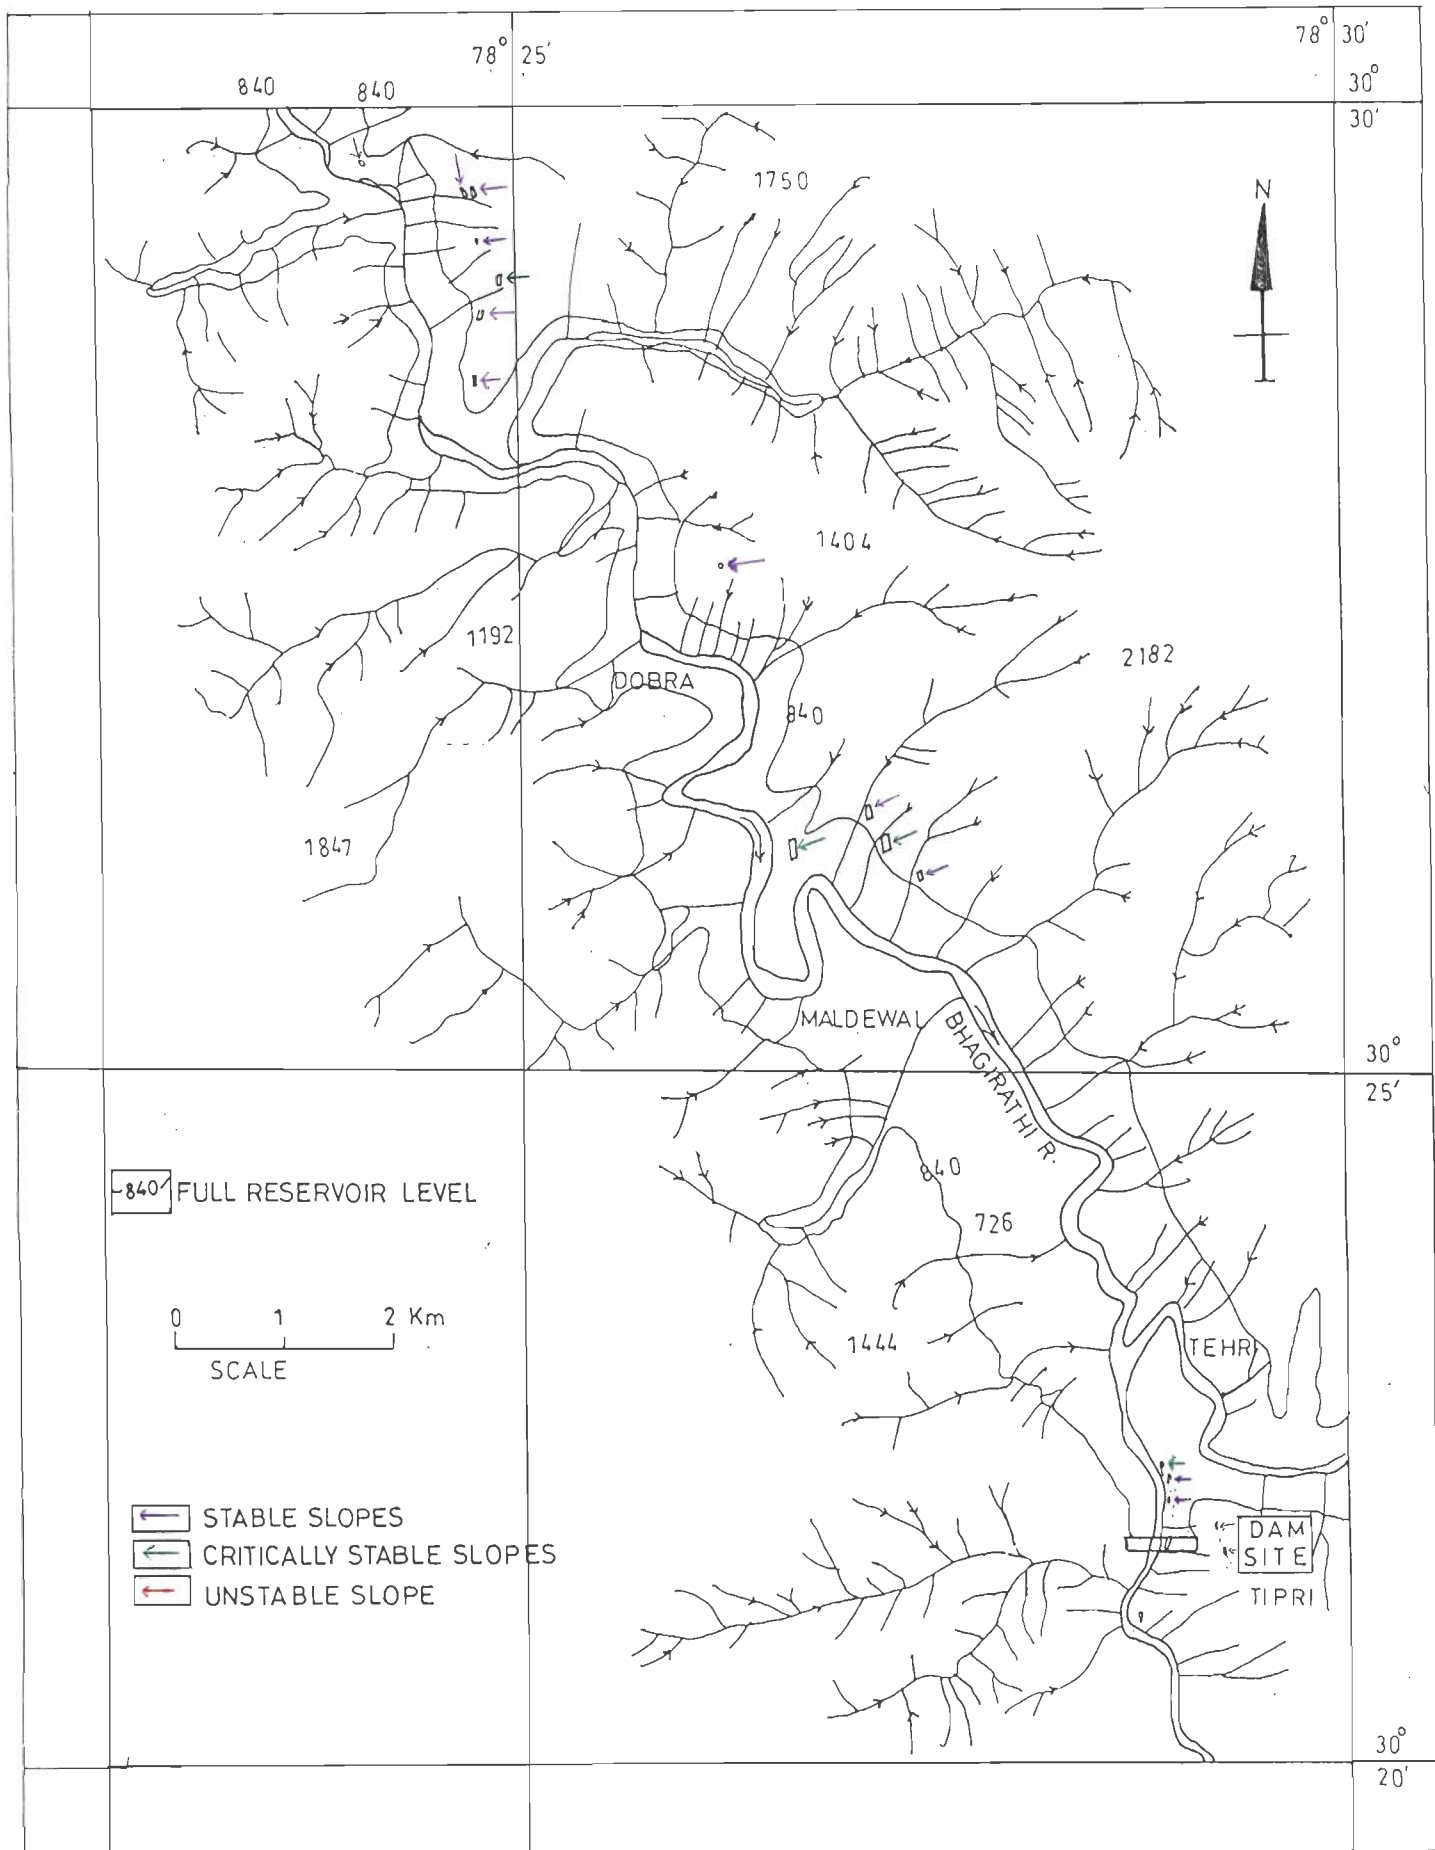 78° 25'
78° 30'
30°
30'
840
840
1750
N
1404
1192
2182
DOBRA
840
1847
MALDEWAL
BHAGIRATHI R.
30°
25'
840
-840- FULL RESERVOIR LEVEL
726
0 1 2 Km
SCALE
1444
TEHRI
STABLE SLOPES
CRITICALLY STABLE SLOPES
UNSTABLE SLOPE
DAM
SITE
TIPRI
30°
20'